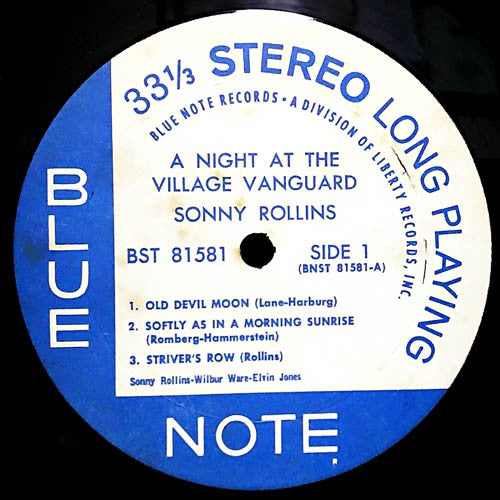 33⅓ STEREO LONG PLAYING
BLUE NOTE RECORDS • A DIVISION OF LIBERTY RECORDS, INC.
A NIGHT AT THE
VILLAGE VANGUARD
SONNY ROLLINS
BST 81581 SIDE 1
(BNST 81581-A)
1. OLD DEVIL MOON (Lane-Harburg)
2. SOFTLY AS IN A MORNING SUNRISE
(Romberg-Hammerstein)
3. STRIVER'S ROW (Rollins)
Sonny Rollins-Wilbur Ware-Elvin Jones
BLUE
NOTE